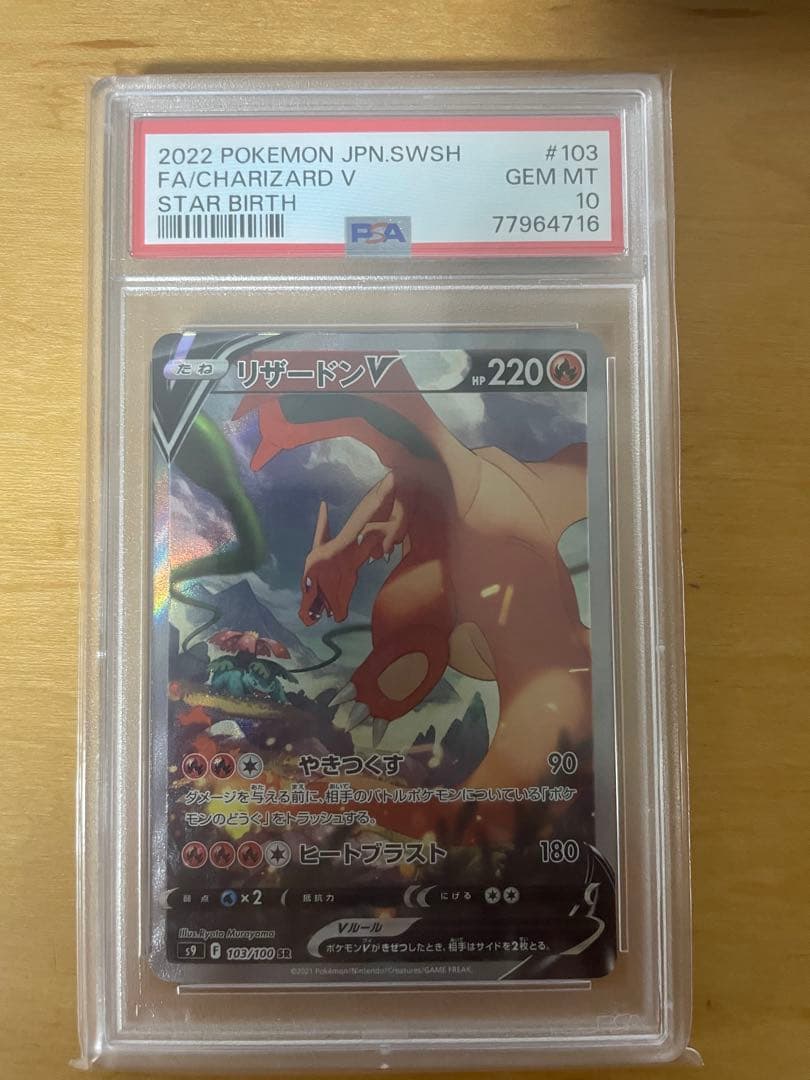 2022 POKEMON JPN.SWSH #103
FA/CHARIZARD V GEM MT
STAR BIRTH 10
PSA 77964716
たね リザードンV HP 220
やきつくす 90
ダメージを与える前に、相手のバトルポケモンについている「ポケ
モンのどうぐ」をトラッシュする。
ヒートブラスト 180
弱点 ×2 抵抗力 にげる
Illus. Ryota Murayama
Vルール
ポケモンVがきぜつしたとき、相手はサイドを2枚とる。
s9 F 103/100 SR
©2021 Pokémon/Nintendo/Creatures/GAME FREAK.